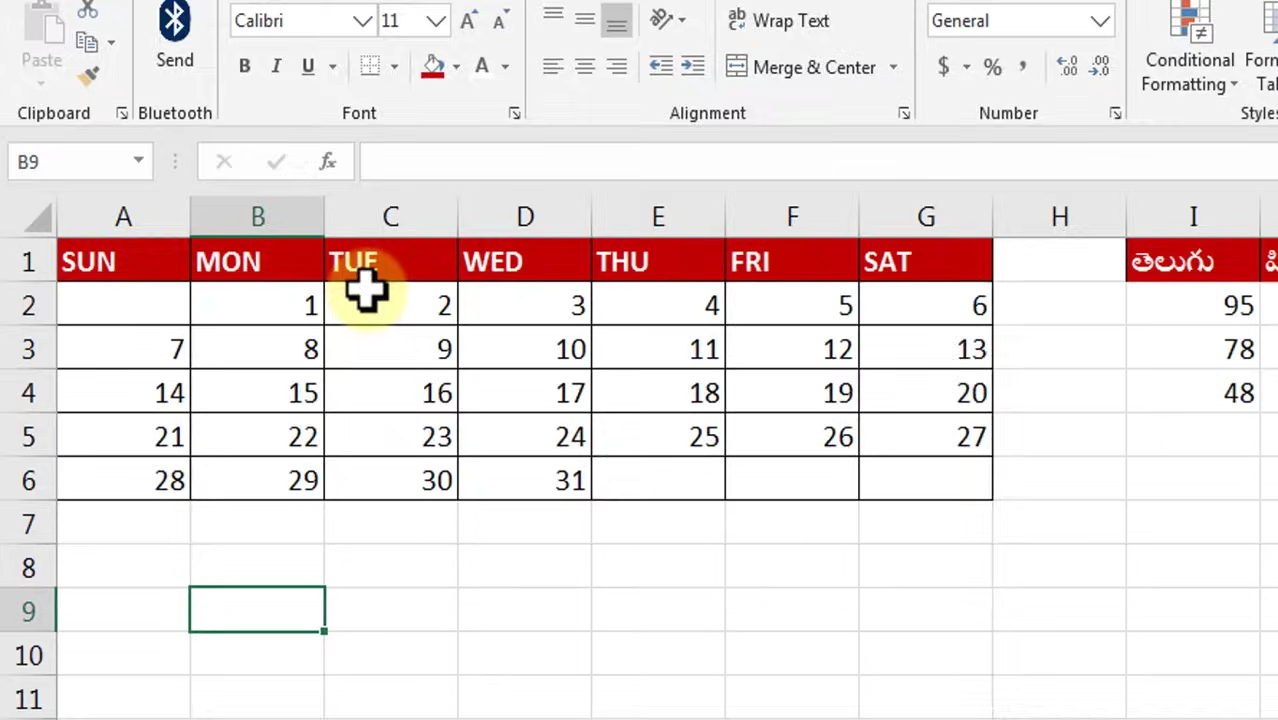 Calibri 11 Wrap Text General
Paste Send B I U Merge & Center $ % , Conditional
Formatting
Clipboard Bluetooth Font Alignment Number Styles
B9 fx
A B C D E F G H I
1 SUN MON TUE WED THU FRI SAT తెలుగు
2 1 2 3 4 5 6 95
3 7 8 9 10 11 12 13 78
4 14 15 16 17 18 19 20 48
5 21 22 23 24 25 26 27
6 28 29 30 31
7
8
9
10
11